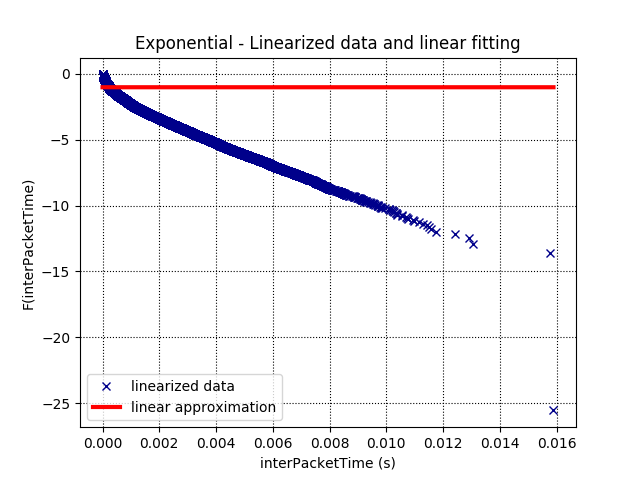 Exponential - Linearized data and linear fitting
F(interPacketTime)
0
−5
−10
−15
−20
−25
linearized data
linear approximation
0.000 0.002 0.004 0.006 0.008 0.010 0.012 0.014 0.016
interPacketTime (s)